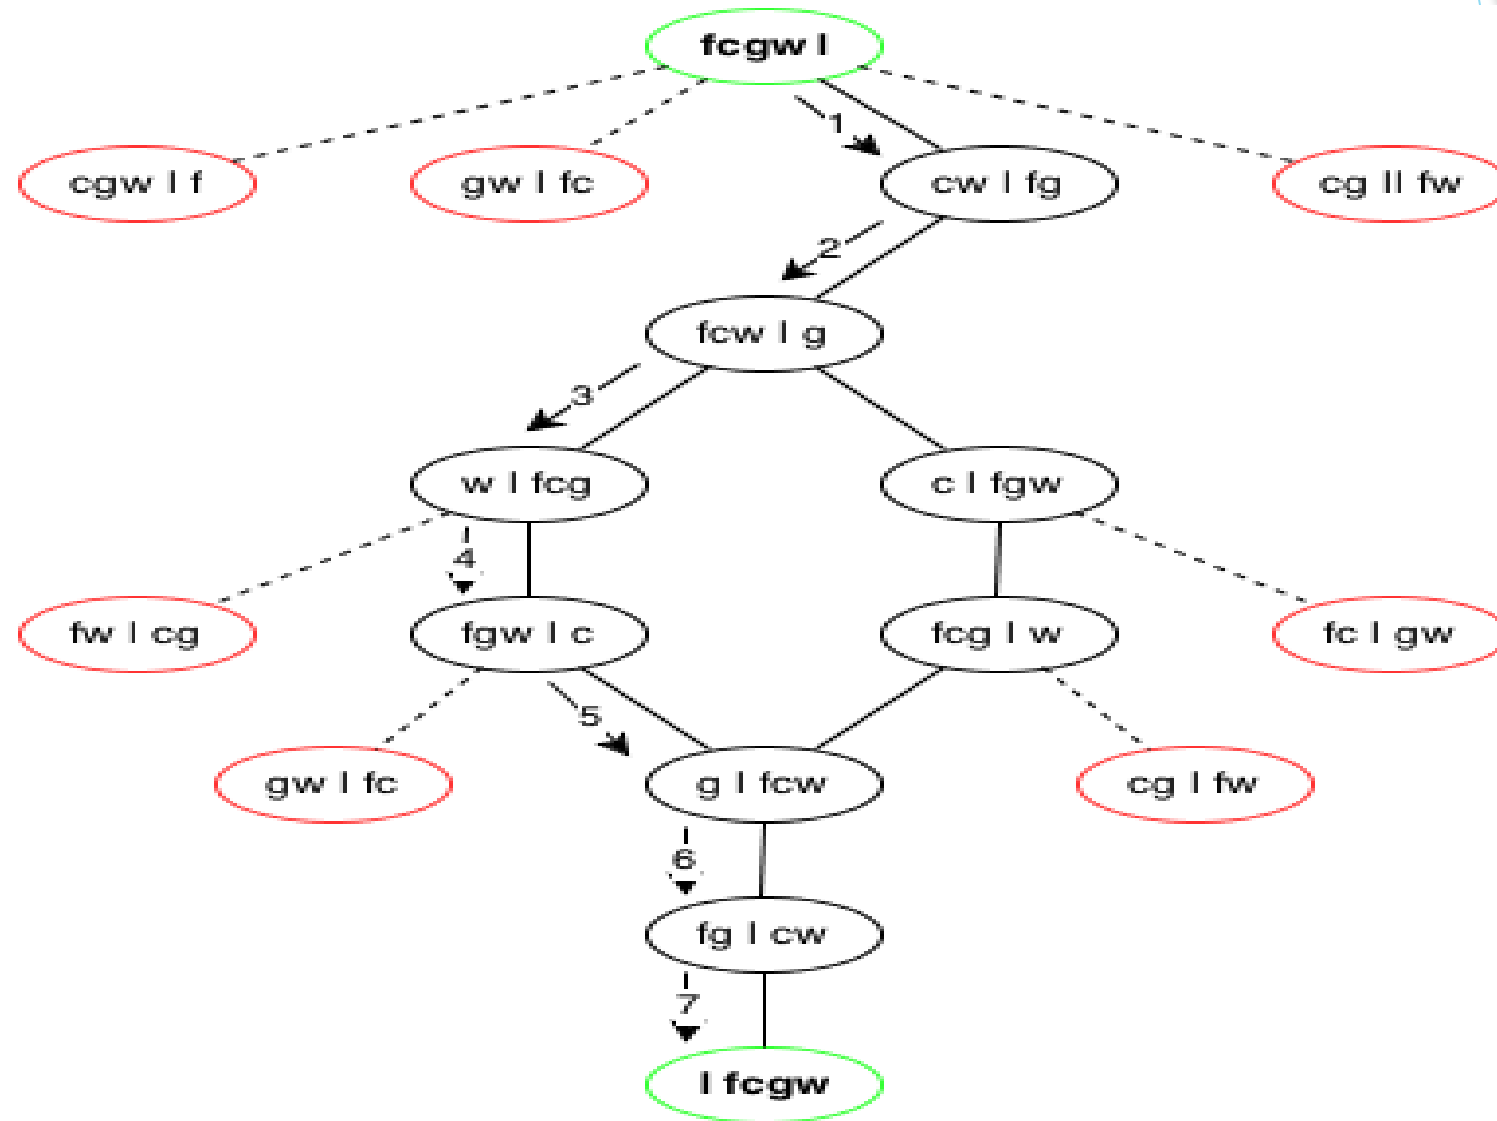 fcgw |
1
cgw | f
gw | fc
cw | fg
cg || fw
2
fcw | g
3
w | fcg
c | fgw
4
fw | cg
fgw | c
fcg | w
fc | gw
5
gw | fc
g | fcw
cg | fw
6
fg | cw
7
| fcgw